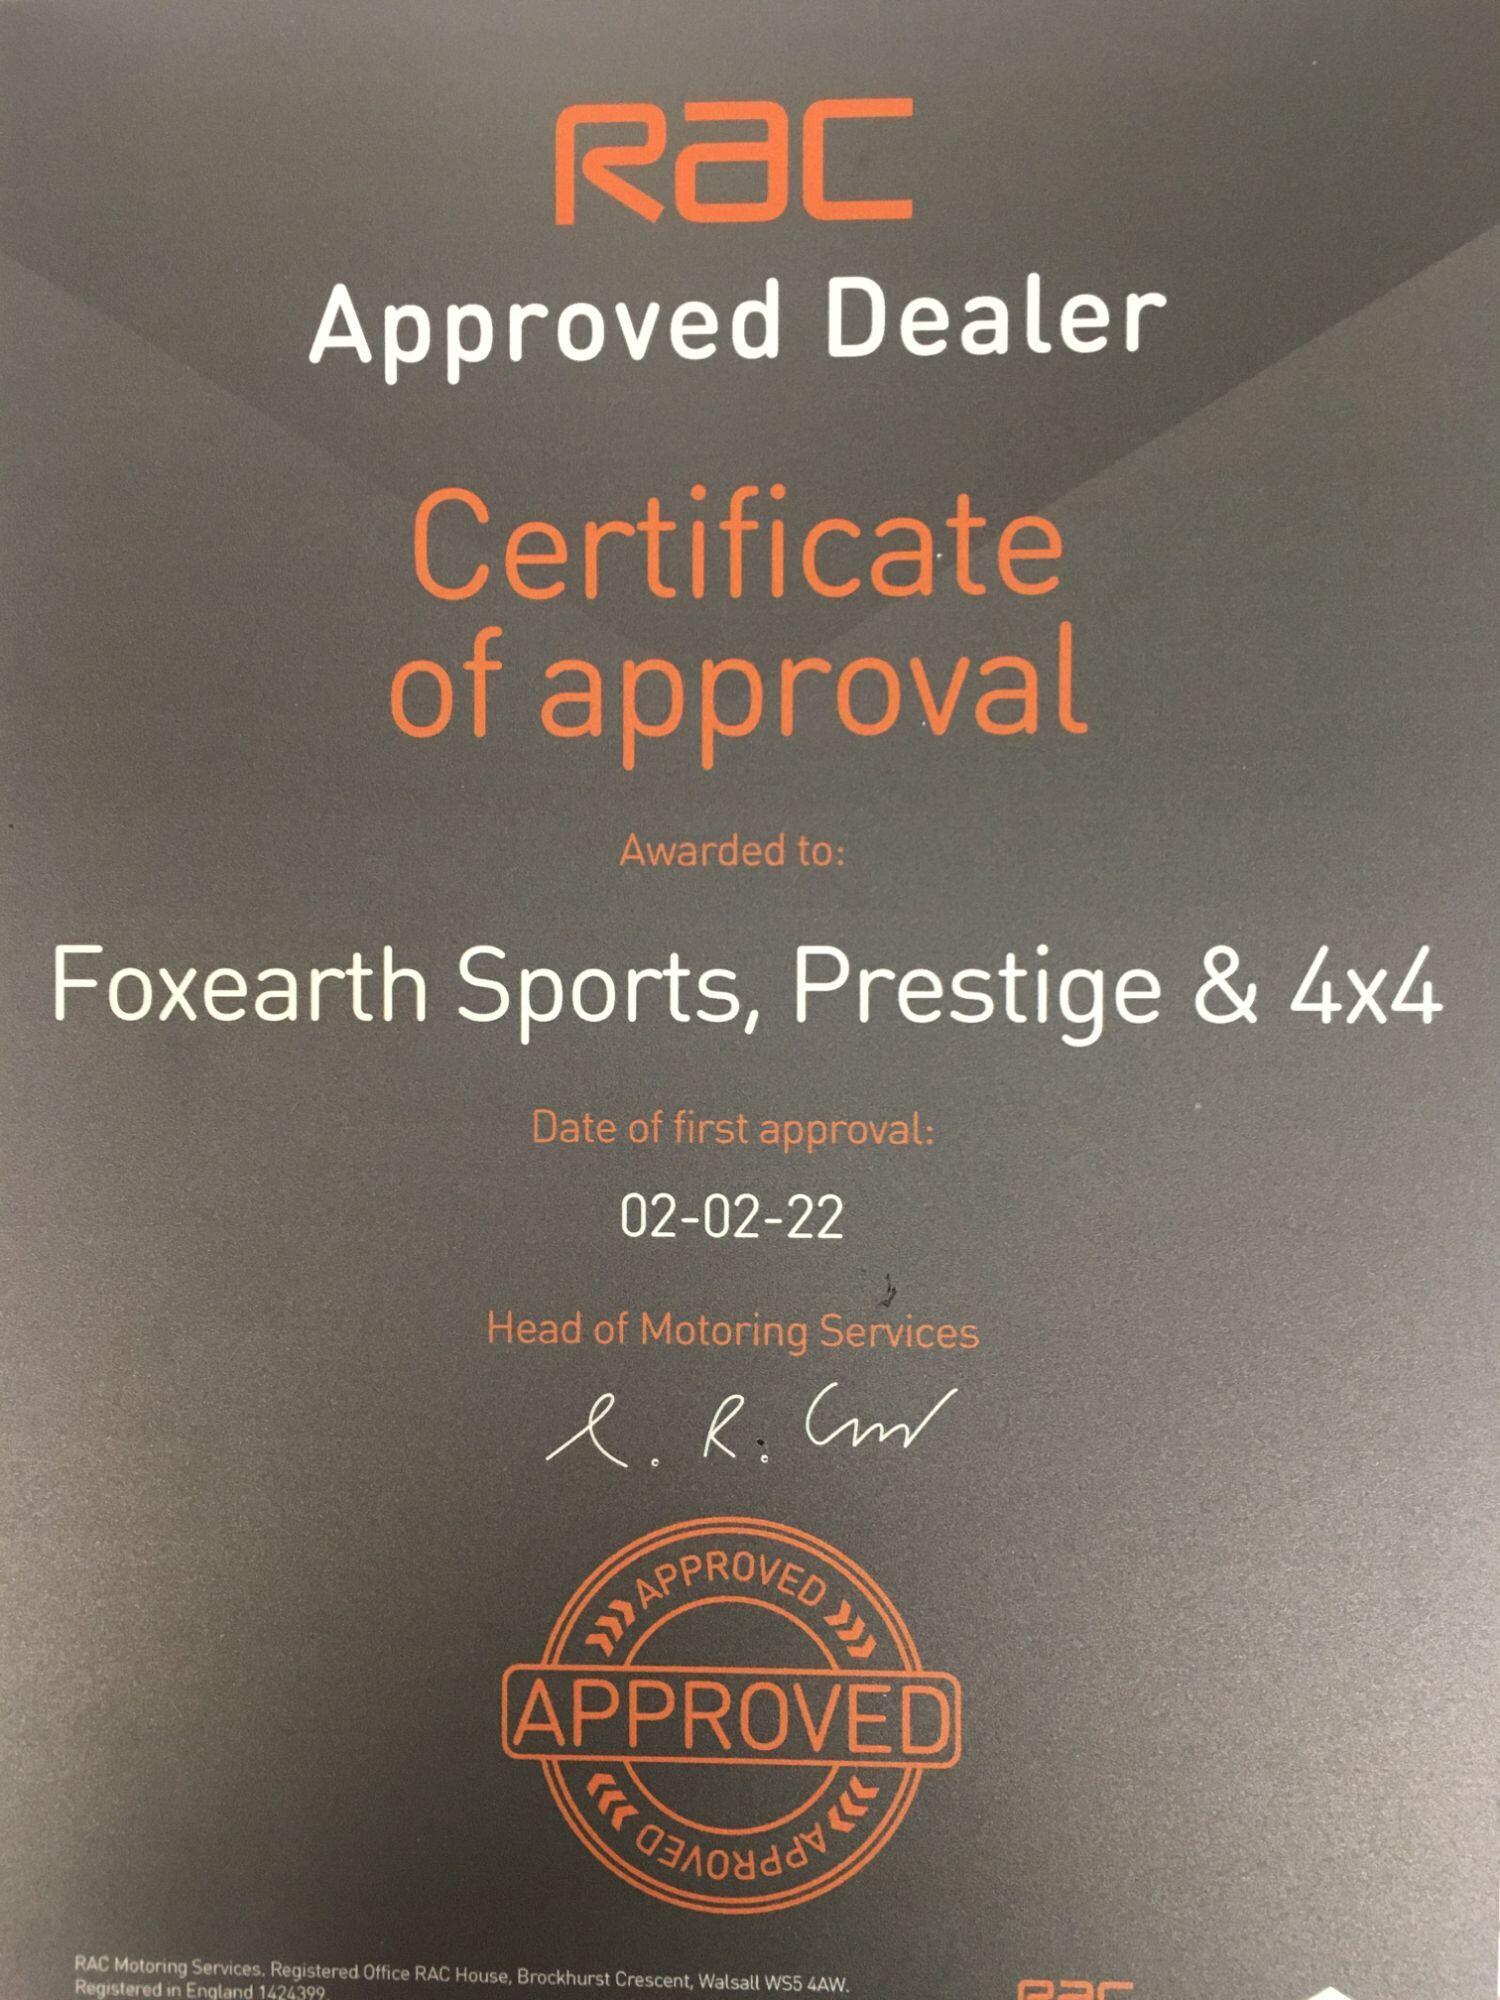 RAC
Approved Dealer
Certificate
of approval
Awarded to:
Foxearth Sports, Prestige & 4x4
Date of first approval:
02-02-22
Head of Motoring Services
APPROVED
APPROVED
APPROVED
RAC Motoring Services. Registered Office RAC House, Brockhurst Crescent, Walsall WS5 4AW.
Registered in England 1424399
RAC